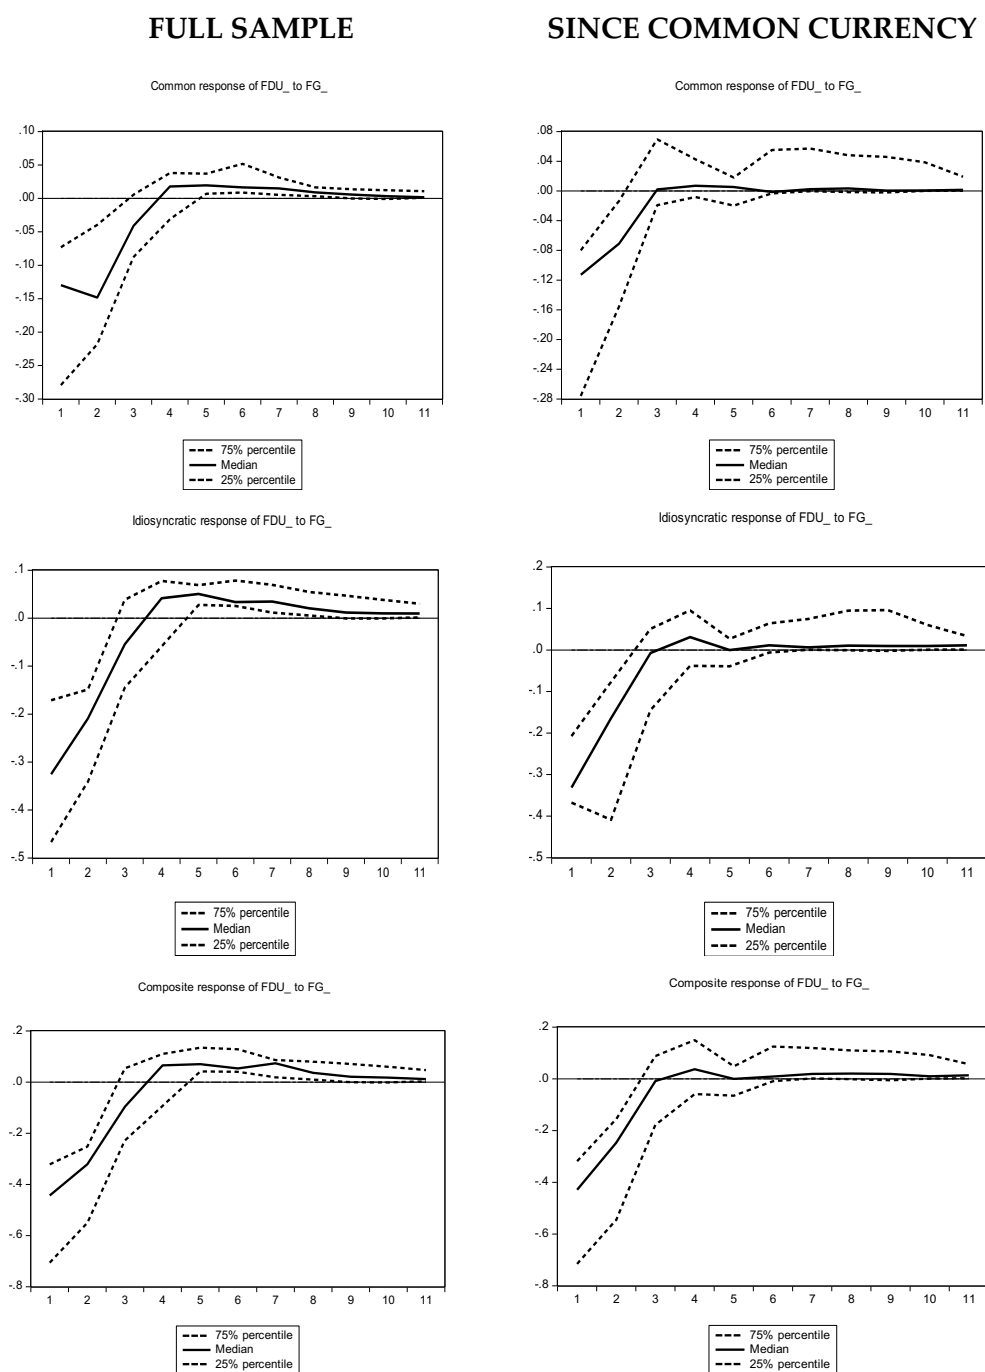 FULL SAMPLE
SINCE COMMON CURRENCY
Common response of FDU_ to FG_
.10
.05
.00
-.05
-.10
-.15
-.20
-.25
-.30
1 2 3 4 5 6 7 8 9 10 11
75% percentile
Median
25% percentile
Common response of FDU_ to FG_
.08
.04
.00
-.04
-.08
-.12
-.16
-.20
-.24
-.28
1 2 3 4 5 6 7 8 9 10 11
75% percentile
Median
25% percentile
Idiosyncratic response of FDU_ to FG_
.1
.0
-.1
-.2
-.3
-.4
-.5
1 2 3 4 5 6 7 8 9 10 11
75% percentile
Median
25% percentile
Idiosyncratic response of FDU_ to FG_
.2
.1
.0
-.1
-.2
-.3
-.4
-.5
1 2 3 4 5 6 7 8 9 10 11
75% percentile
Median
25% percentile
Composite response of FDU_ to FG_
.2
.0
-.2
-.4
-.6
-.8
1 2 3 4 5 6 7 8 9 10 11
75% percentile
Median
25% percentile
Composite response of FDU_ to FG_
.2
.0
-.2
-.4
-.6
-.8
1 2 3 4 5 6 7 8 9 10 11
75% percentile
Median
25% percentile